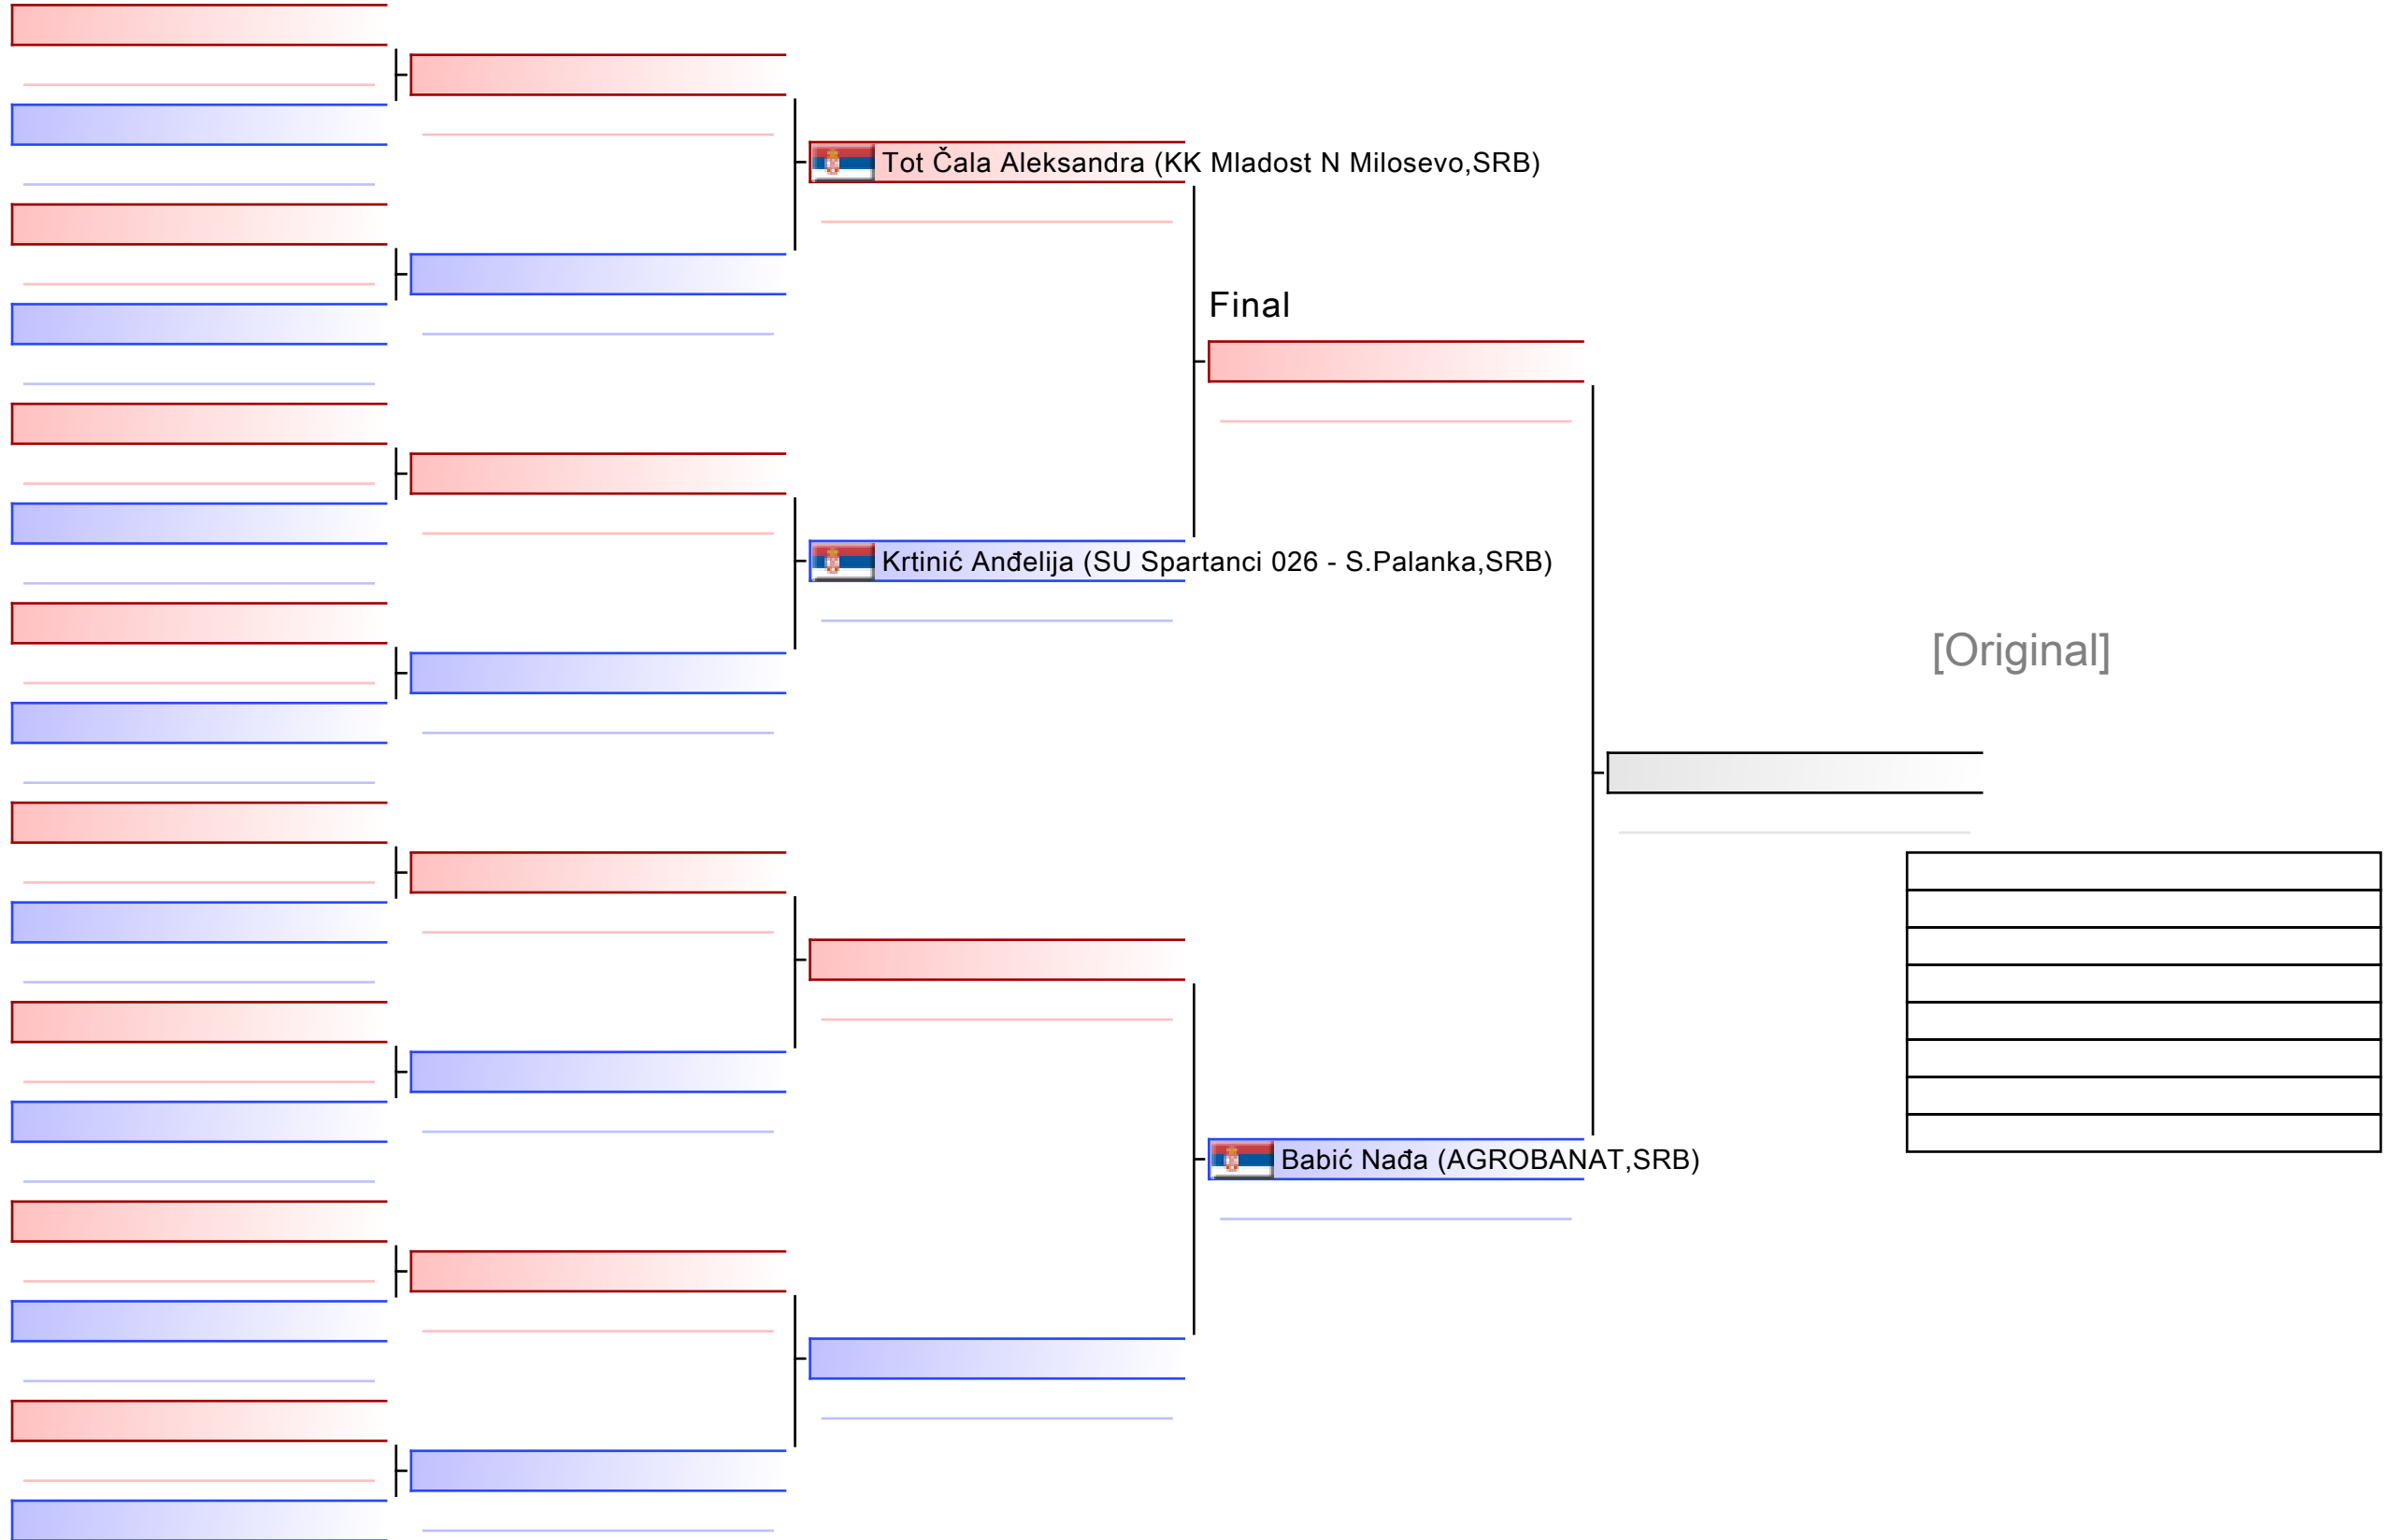 Tot Čala Aleksandra (KK Mladost N Milosevo,SRB)
Final
Krtinić Anđelija (SU Spartanci 026 - S.Palanka,SRB)
[Original]
Babić Nađa (AGROBANAT,SRB)